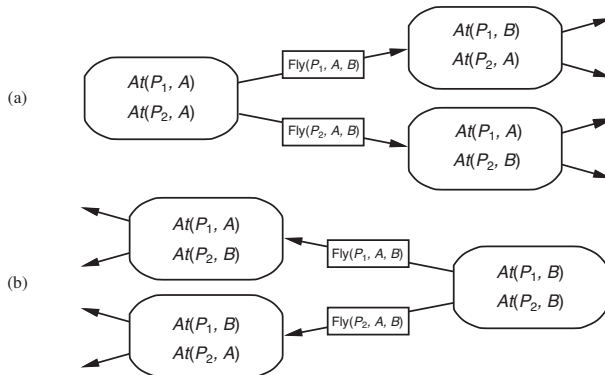 (a)
At(P1, A)
At(P2, A)
Fly(P1, A, B)
Fly(P2, A, B)
At(P1, B)
At(P2, A)
At(P1, A)
At(P2, B)
(b)
At(P1, A)
At(P2, B)
At(P1, B)
At(P2, A)
Fly(P1, A, B)
Fly(P2, A, B)
At(P1, B)
At(P2, B)